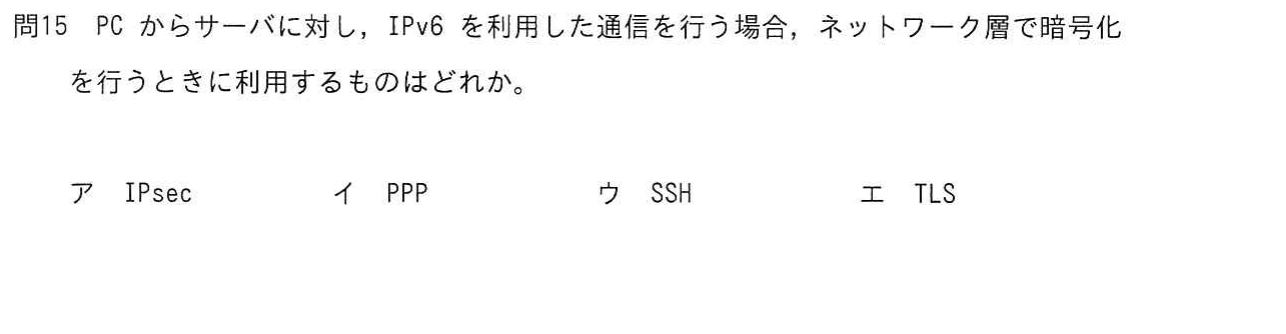 問15 PC からサーバに対し，IPv6 を利用した通信を行う場合，ネットワーク層で暗号化
を行うときに利用するものはどれか。
ア IPsec イ PPP ウ SSH エ TLS